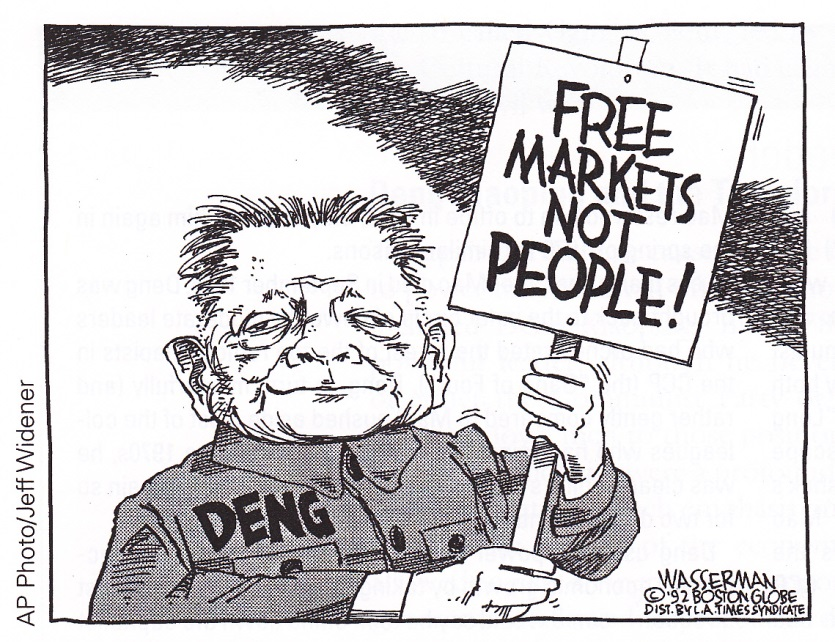 FREE
MARKETS
NOT
PEOPLE!
DENG
WASSERMAN
©'92 BOSTON GLOBE
DIST. BY L.A. TIMES SYNDICATE
AP Photo/Jeff Widener